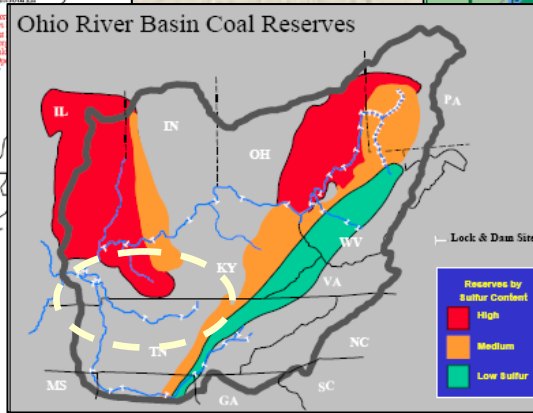 Ohio River Basin Coal Reserves
PA
IL
IN
OH
WV
Lock & Dam Site
KY
VA
Reserves by
Sulfur Content
High
Medium
Low Sulfur
TN
NC
MS
GA
SC